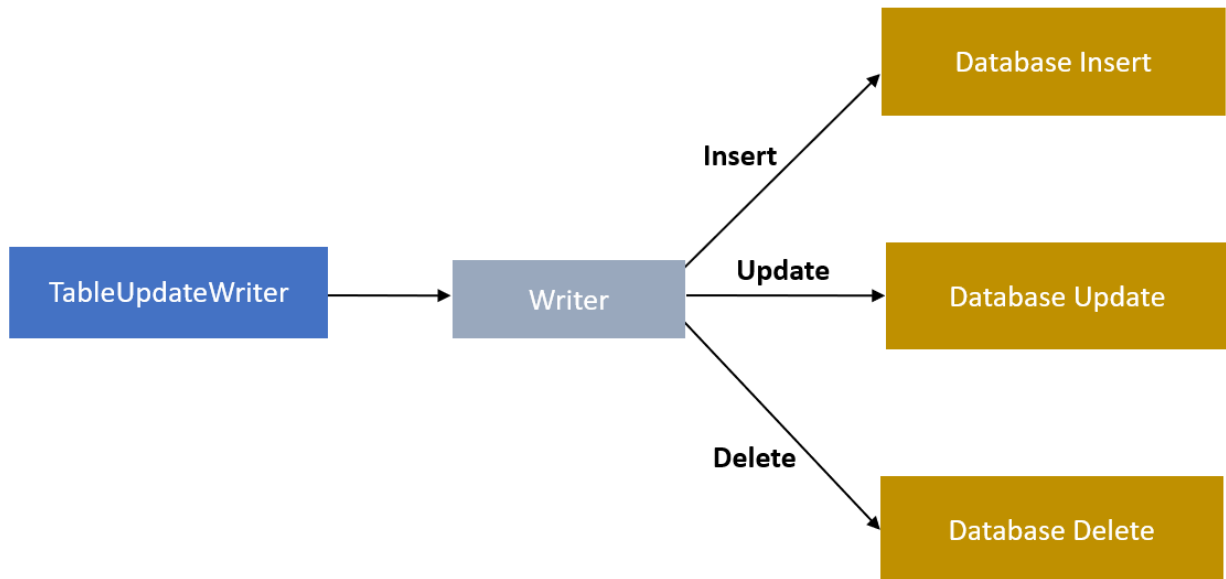 Database Insert
Insert
TableUpdateWriter
Writer
Update
Database Update
Delete
Database Delete